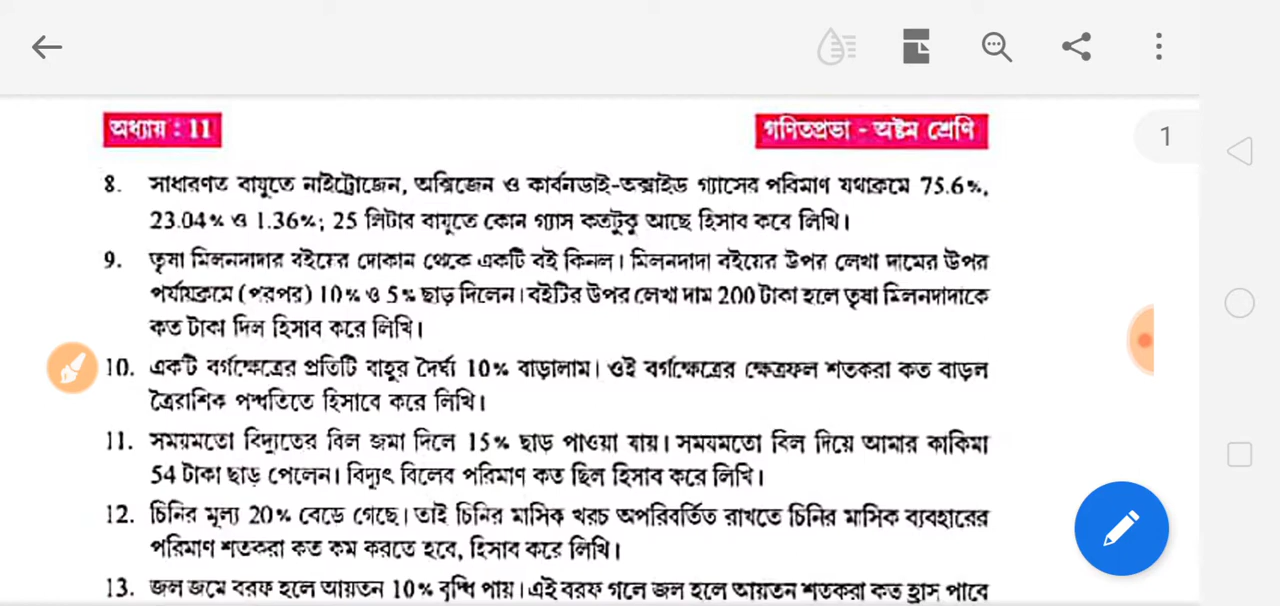 1
অধ্যায় : 11
গণিতপ্রভা - অষ্টম শ্রেণি
8. সাধারণত বায়ুতে নাইট্রোজেন, অক্সিজেন ও কার্বনডাই-অক্সাইড গ্যাসের পরিমাণ যথাক্রমে 75.6%,
23.04% ও 1.36%; 25 লিটার বায়ুতে কোন গ্যাস কতটুকু আছে হিসাব করে লিখি।
9. তৃষা মিলনদাদার বইয়ের দোকান থেকে একটি বই কিনল। মিলনদাদা বইয়ের উপর লেখা দামের উপর
পর্যায়ক্রমে (পরপর) 10% ও 5% ছাড় দিলেন। বইটির উপর লেখা দাম 200 টাকা হলে তৃষা মিলনদাদাকে
কত টাকা দিল হিসাব করে লিখি।
10. একটি বর্গক্ষেত্রের প্রতিটি বাহুর দৈর্ঘ্য 10% বাড়ালাম। ওই বর্গক্ষেত্রের ক্ষেত্রফল শতকরা কত বাড়ল
ত্রৈরাশিক পদ্ধতিতে হিসাবে করে লিখি।
11. সময়মতো বিদ্যুতের বিল জমা দিলে 15% ছাড় পাওয়া যায়। সময়মতো বিল দিয়ে আমার কাকিমা
54 টাকা ছাড় পেলেন। বিদ্যুৎ বিলের পরিমাণ কত ছিল হিসাব করে লিখি।
12. চিনির মূল্য 20% বেড়ে গেছে। তাই চিনির মাসিক খরচ অপরিবর্তিত রাখতে চিনির মাসিক ব্যবহারের
পরিমাণ শতকরা কত কম করতে হবে, হিসাব করে লিখি।
13. জল জমে বরফ হলে আয়তন 10% বৃদ্ধি পায়। এই বরফ গলে জল হলে আয়তন শতকরা কত হ্রাস পাবে